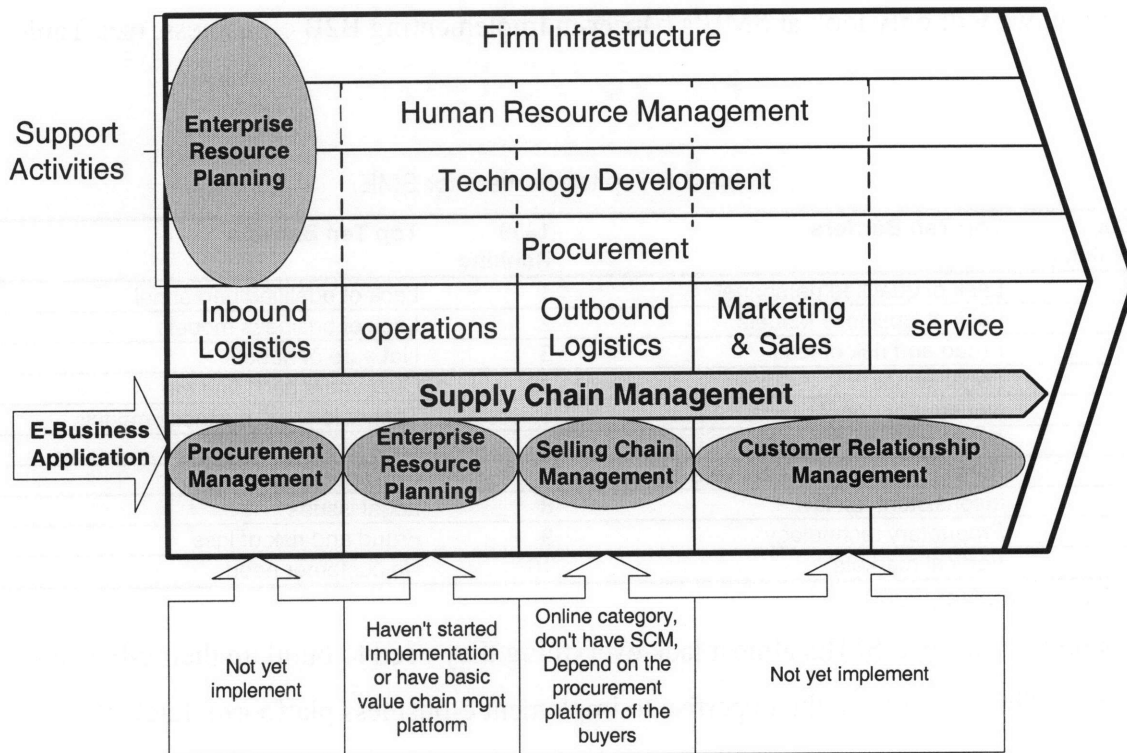 Firm Infrastructure
Support
Activities
Enterprise
Resource
Planning
Human Resource Management
Technology Development
Procurement
Inbound
Logistics
operations
Outbound
Logistics
Marketing
& Sales
service
Supply Chain Management
E-Business
Application
Procurement
Management
Enterprise
Resource
Planning
Selling Chain
Management
Customer Relationship
Management
Not yet
implement
Haven't started
Implementation
or have basic
value chain mgnt
platform
Online category,
don't have SCM,
Depend on the
procurement
platform of the
buyers
Not yet implement